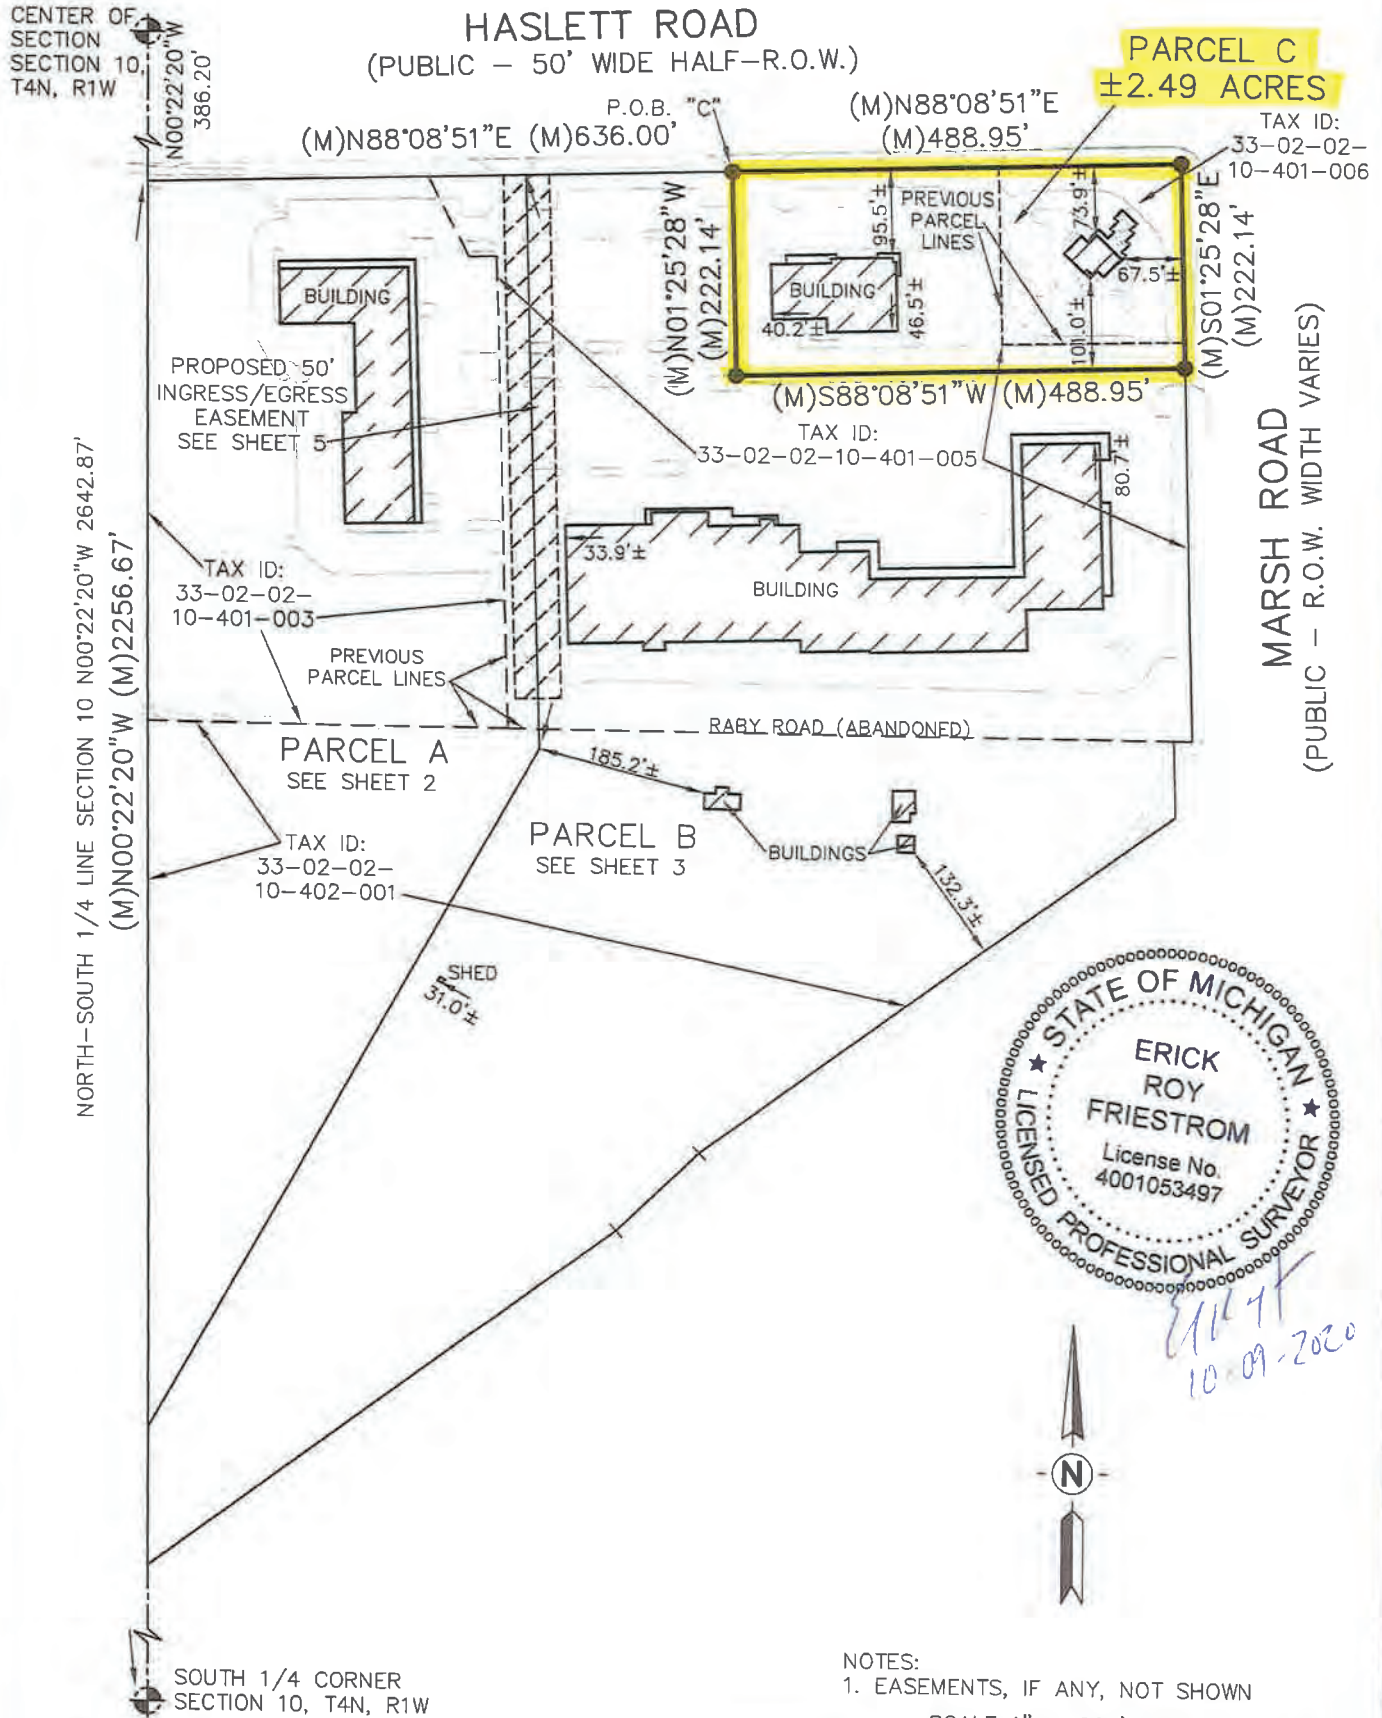 CENTER OF
SECTION
SECTION 10,
T4N, R1W
N00°22'20"W
386.20'
HASLETT ROAD
(PUBLIC - 50' WIDE HALF-R.O.W.)
PARCEL C
±2.49 ACRES
P.O.B. "C"
(M)N88°08'51"E (M)636.00'
(M)N88°08'51"E
(M)488.95'
TAX ID:
33-02-02-
10-401-006
(M)N01°25'28"W
(M)222.14'
95.5'±
PREVIOUS
PARCEL
LINES
73.9'±
67.5'±
(M)S01°25'28"E
(M)222.14'
BUILDING
BUILDING
40.2'±
46.5'±
101.0'±
(M)S88°08'51"W (M)488.95'
PROPOSED 50'
INGRESS/EGRESS
EASEMENT
SEE SHEET 5
TAX ID:
33-02-02-10-401-005
80.7'±
MARSH ROAD
(PUBLIC - R.O.W. WIDTH VARIES)
NORTH-SOUTH 1/4 LINE SECTION 10 N00°22'20"W 2642.87'
(M)N00°22'20"W (M)2256.67'
33.9'±
BUILDING
TAX ID:
33-02-02-
10-401-003
PREVIOUS
PARCEL LINES
RABY ROAD (ABANDONED)
PARCEL A
SEE SHEET 2
185.2'±
PARCEL B
SEE SHEET 3
BUILDINGS
TAX ID:
33-02-02-
10-402-001
132.3'±
SHED
31.0'±
STATE OF MICHIGAN
ERICK
ROY
FRIESTROM
License No.
4001053497
LICENSED PROFESSIONAL SURVEYOR
10-09-2020
N
SOUTH 1/4 CORNER
SECTION 10, T4N, R1W
NOTES:
1. EASEMENTS, IF ANY, NOT SHOWN